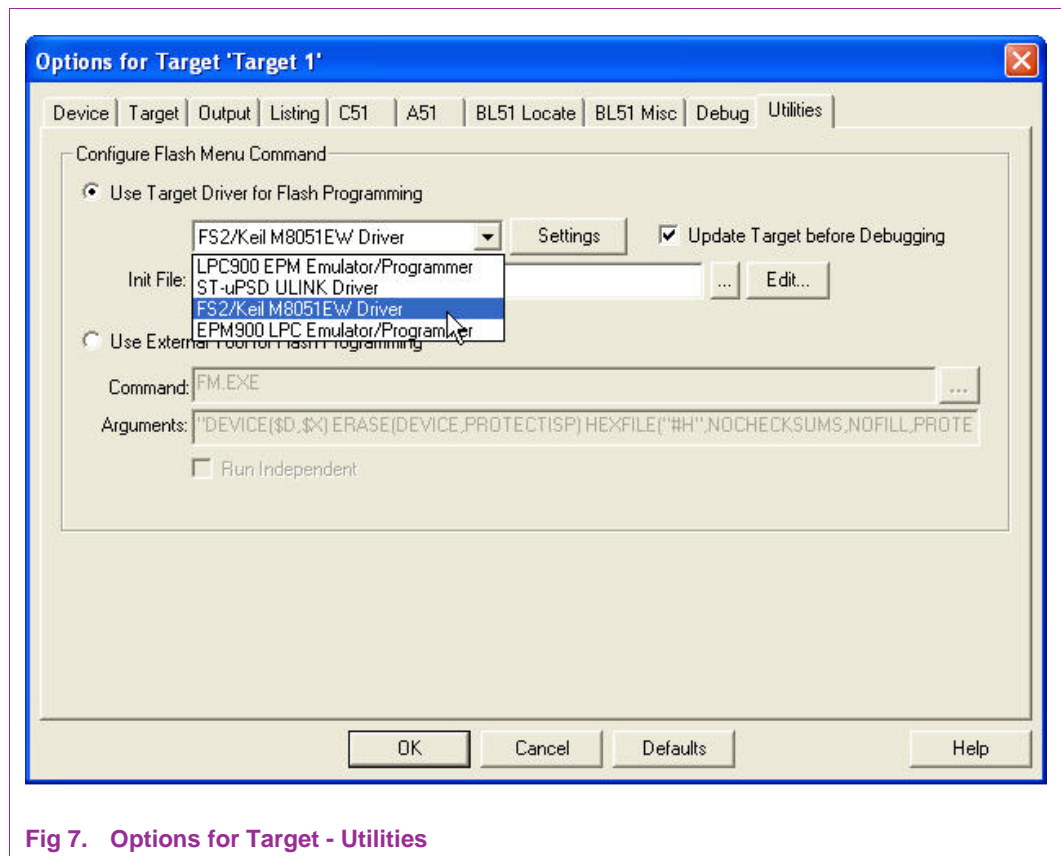 Options for Target 'Target 1'
Device Target Output Listing C51 A51 BL51 Locate BL51 Misc Debug Utilities
Configure Flash Menu Command
Use Target Driver for Flash Programming
FS2/Keil M8051EW Driver Settings Update Target before Debugging
LPC900 EPM Emulator/Programmer
Init File: ST-uPSD ULINK Driver ... Edit...
FS2/Keil M8051EW Driver
EPM900 LPC Emulator/Programmer
Use External Tool for Flash Programming
Command: FM.EXE ...
Arguments: "DEVICE($D,$X) ERASE(DEVICE,PROTECTISP) HEXFILE("#H",NOCHECKSUMS,NOFILL,PROTE
Run Independent
OK Cancel Defaults Help
Fig 7. Options for Target - Utilities